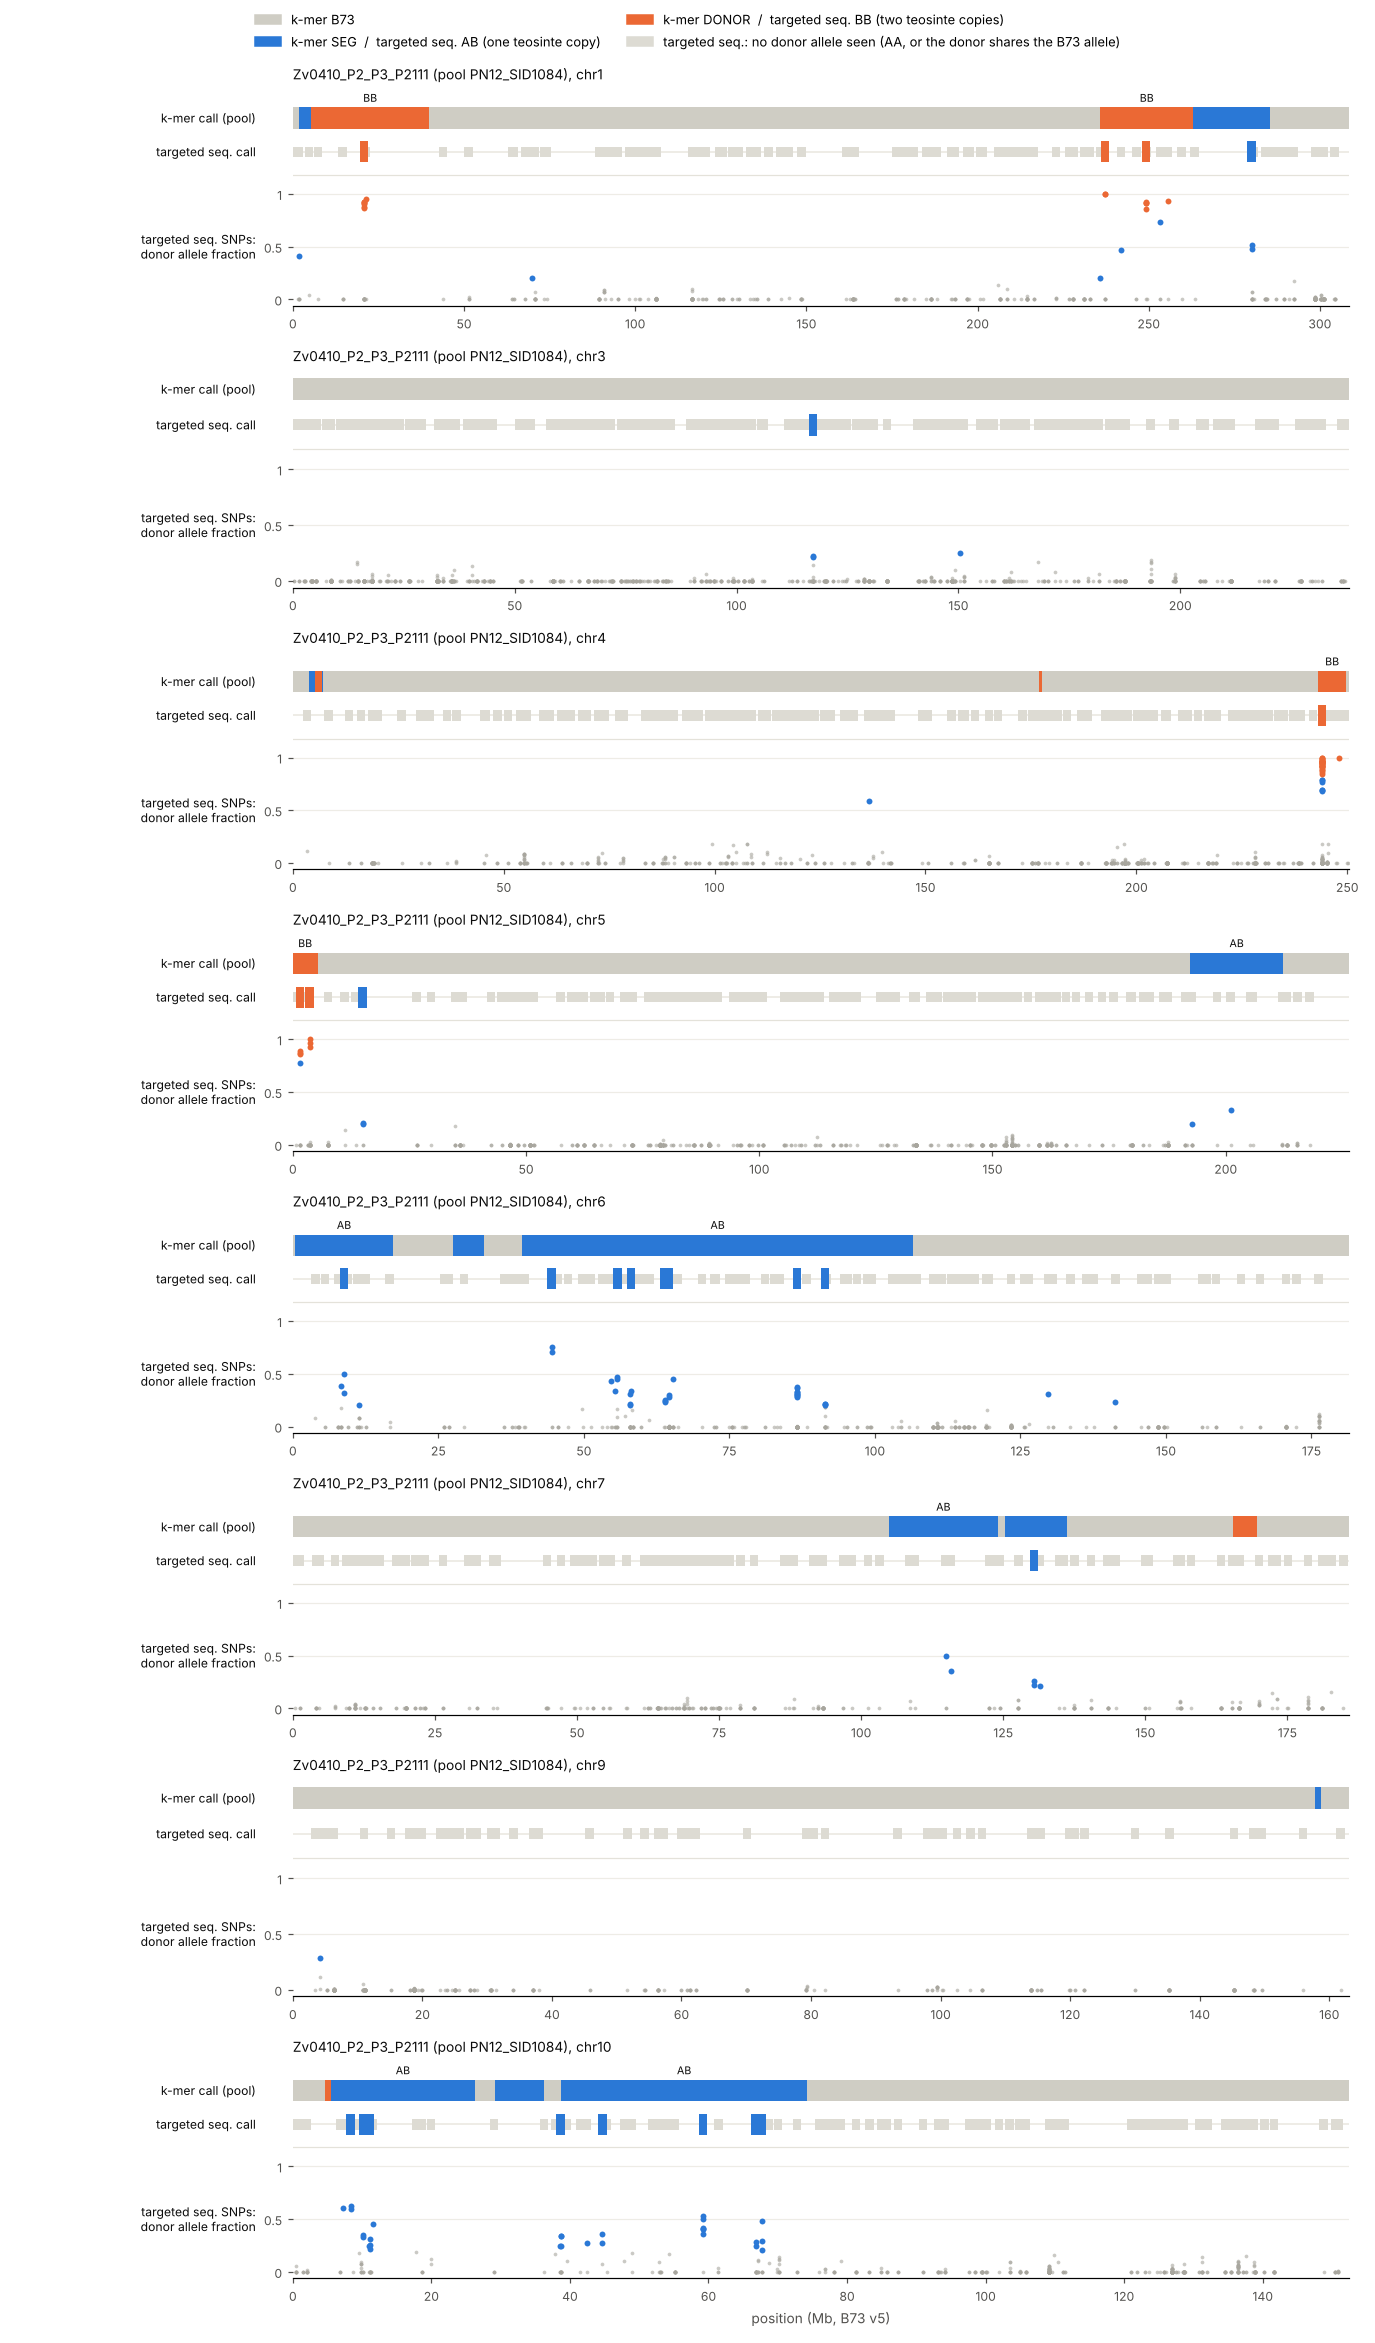 k-mer B73
k-mer DONOR / targeted seq. BB (two teosinte copies)
k-mer SEG / targeted seq. AB (one teosinte copy)
targeted seq.: no donor allele seen (AA, or the donor shares the B73 allele)
Zv0410_P2_P3_P2111 (pool PN12_SID1084), chr1
BB BB
k-mer call (pool)
targeted seq. call
1
targeted seq. SNPs:
donor allele fraction
0.5
0
0 50 100 150 200 250 300
Zv0410_P2_P3_P2111 (pool PN12_SID1084), chr3
k-mer call (pool)
targeted seq. call
1
targeted seq. SNPs:
donor allele fraction
0.5
0
0 50 100 150 200
Zv0410_P2_P3_P2111 (pool PN12_SID1084), chr4
BB
k-mer call (pool)
targeted seq. call
1
targeted seq. SNPs:
donor allele fraction
0.5
0
0 50 100 150 200 250
Zv0410_P2_P3_P2111 (pool PN12_SID1084), chr5
BB AB
k-mer call (pool)
targeted seq. call
1
targeted seq. SNPs:
donor allele fraction
0.5
0
0 50 100 150 200
Zv0410_P2_P3_P2111 (pool PN12_SID1084), chr6
AB AB
k-mer call (pool)
targeted seq. call
1
targeted seq. SNPs:
donor allele fraction
0.5
0
0 25 50 75 100 125 150 175
Zv0410_P2_P3_P2111 (pool PN12_SID1084), chr7
AB
k-mer call (pool)
targeted seq. call
1
targeted seq. SNPs:
donor allele fraction
0.5
0
0 25 50 75 100 125 150 175
Zv0410_P2_P3_P2111 (pool PN12_SID1084), chr9
k-mer call (pool)
targeted seq. call
1
targeted seq. SNPs:
donor allele fraction
0.5
0
0 20 40 60 80 100 120 140 160
Zv0410_P2_P3_P2111 (pool PN12_SID1084), chr10
AB AB
k-mer call (pool)
targeted seq. call
1
targeted seq. SNPs:
donor allele fraction
0.5
0
0 20 40 60 80 100 120 140
position (Mb, B73 v5)